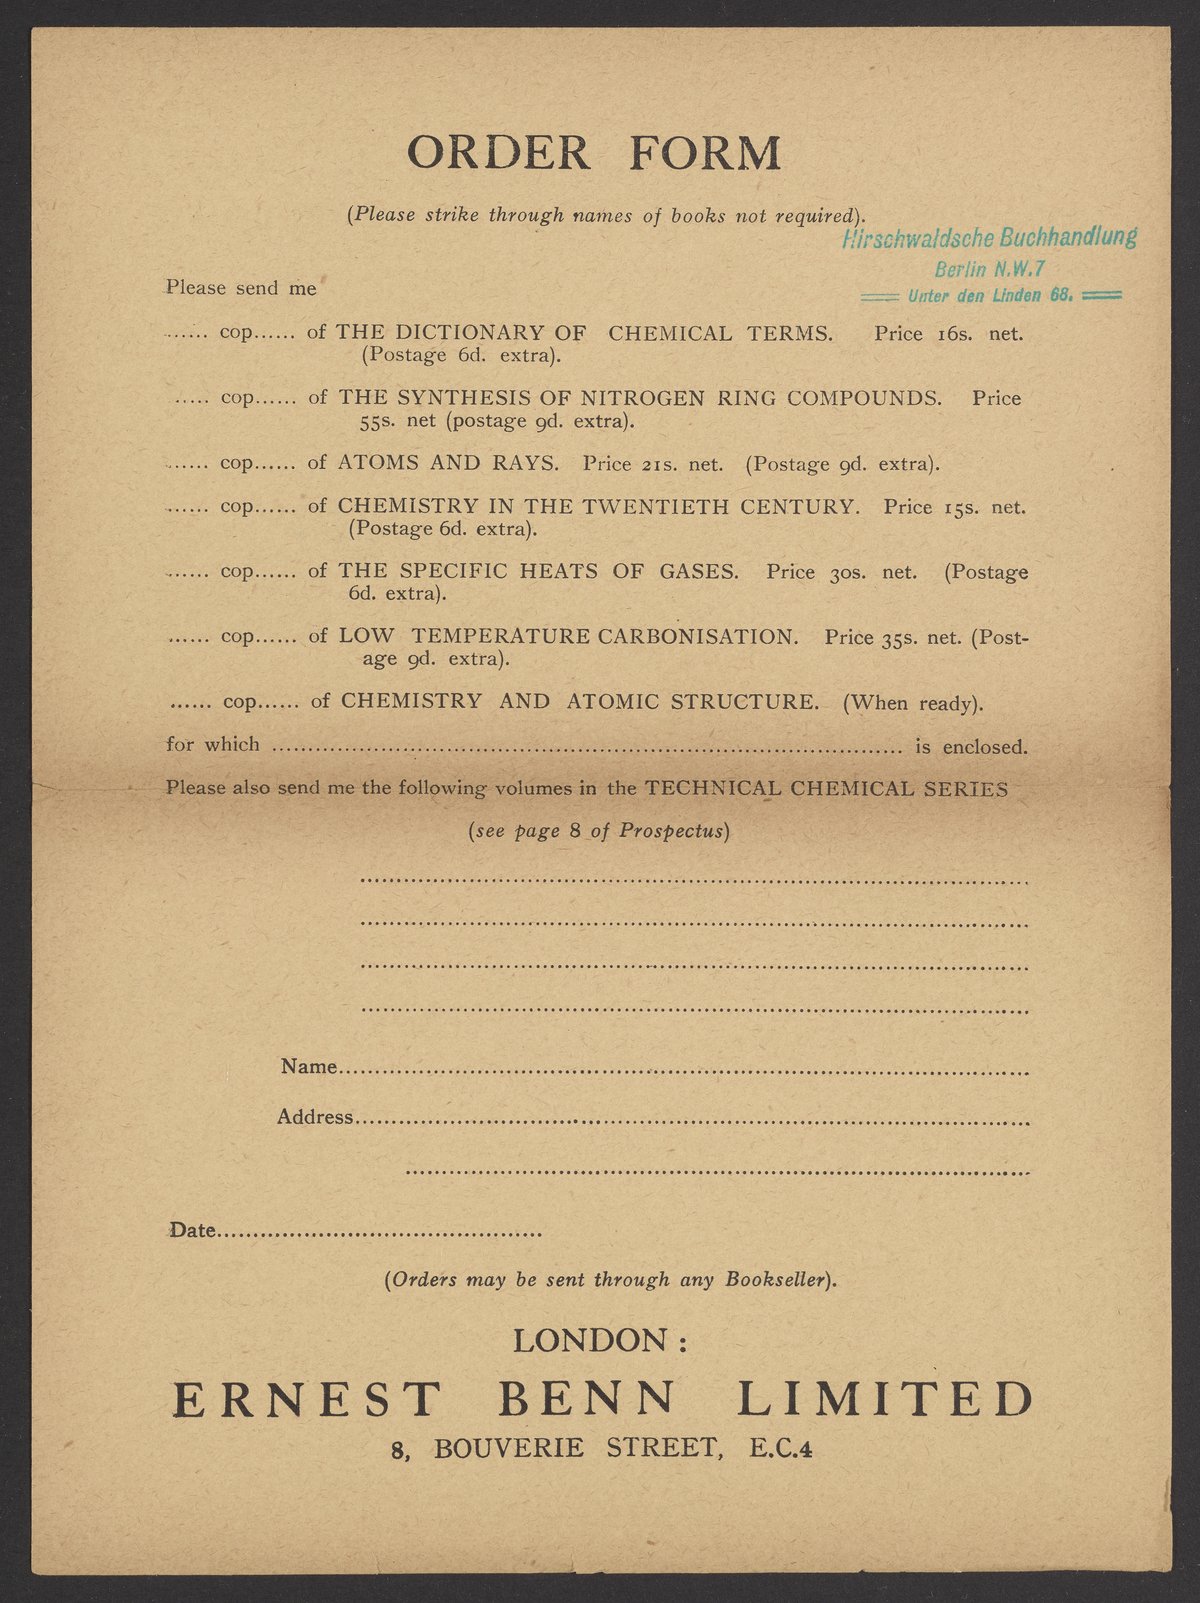 ORDER FORM
(Please strike through names of books not required).
Hirschwaldsche Buchhandlung
Berlin N.W.7
Unter den Linden 68.
Please send me
...... cop...... of THE DICTIONARY OF CHEMICAL TERMS. Price 16s. net.
(Postage 6d. extra).
..... cop...... of THE SYNTHESIS OF NITROGEN RING COMPOUNDS. Price
55s. net (postage 9d. extra).
...... cop...... of ATOMS AND RAYS. Price 21s. net. (Postage 9d. extra).
...... cop...... of CHEMISTRY IN THE TWENTIETH CENTURY. Price 15s. net.
(Postage 6d. extra).
...... cop...... of THE SPECIFIC HEATS OF GASES. Price 30s. net. (Postage
6d. extra).
...... cop...... of LOW TEMPERATURE CARBONISATION. Price 35s. net. (Post-
age 9d. extra).
...... cop...... of CHEMISTRY AND ATOMIC STRUCTURE. (When ready).
for which ........................................ is enclosed.
Please also send me the following volumes in the TECHNICAL CHEMICAL SERIES
(see page 8 of Prospectus)
Name........................................
Address........................................
Date........................................
(Orders may be sent through any Bookseller).
LONDON :
ERNEST BENN LIMITED
8, BOUVERIE STREET, E.C.4